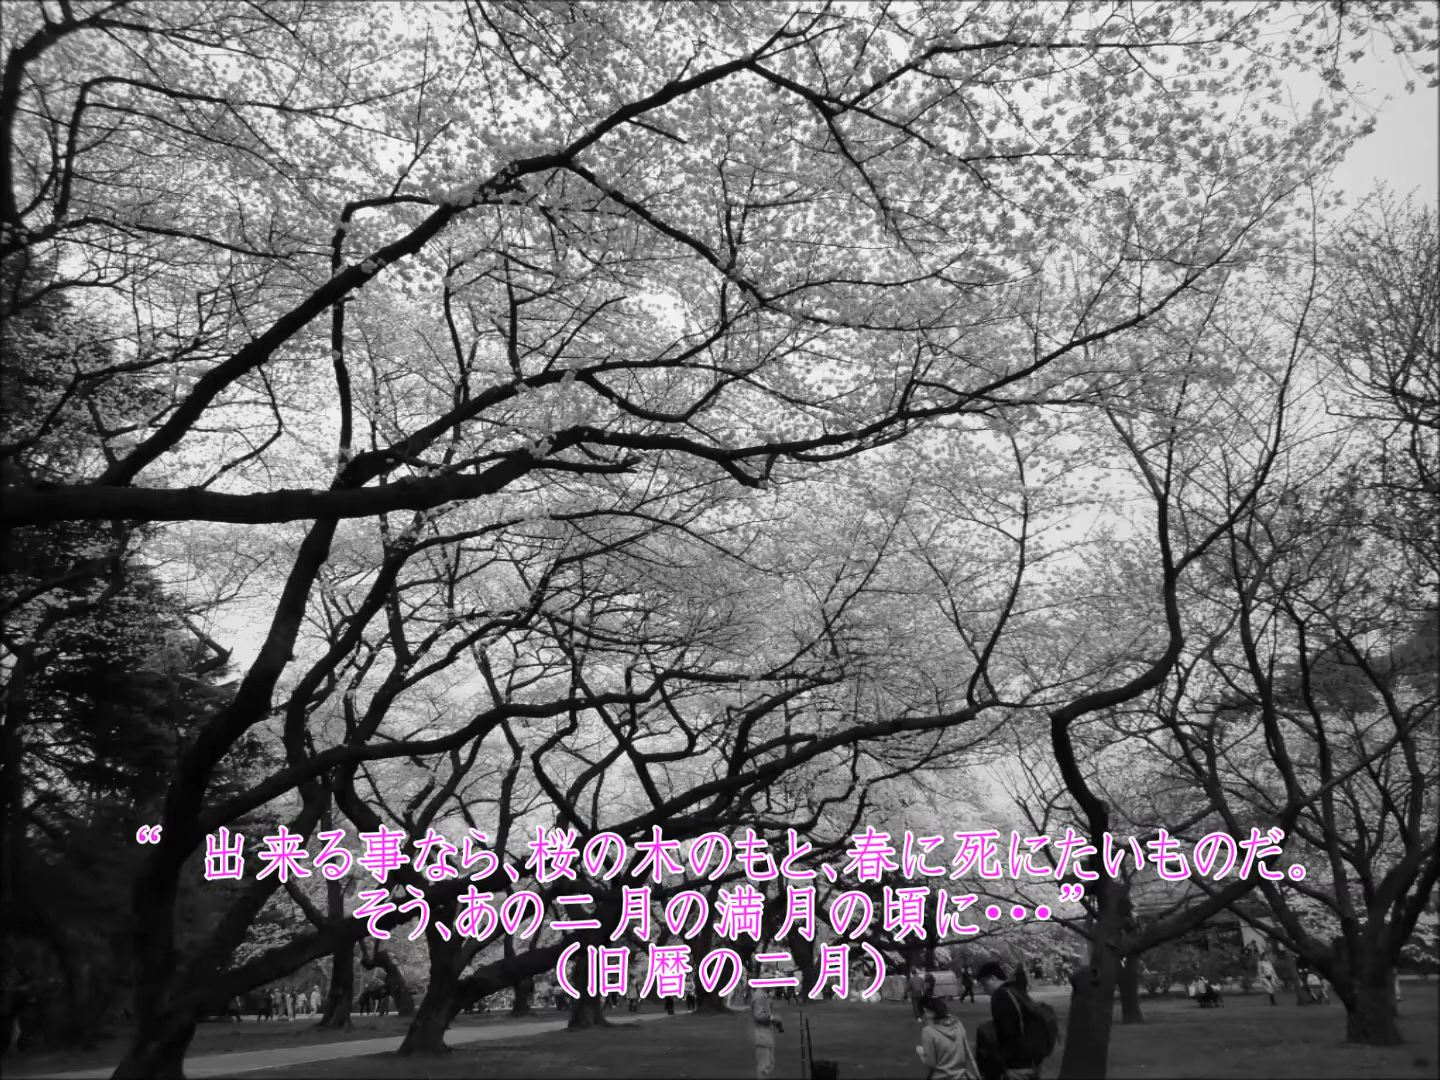 “ 出来る事なら、桜の木のもと、春に死にたいものだ。
そう、あの二月の満月の頃に・・・”
（旧暦の二月）